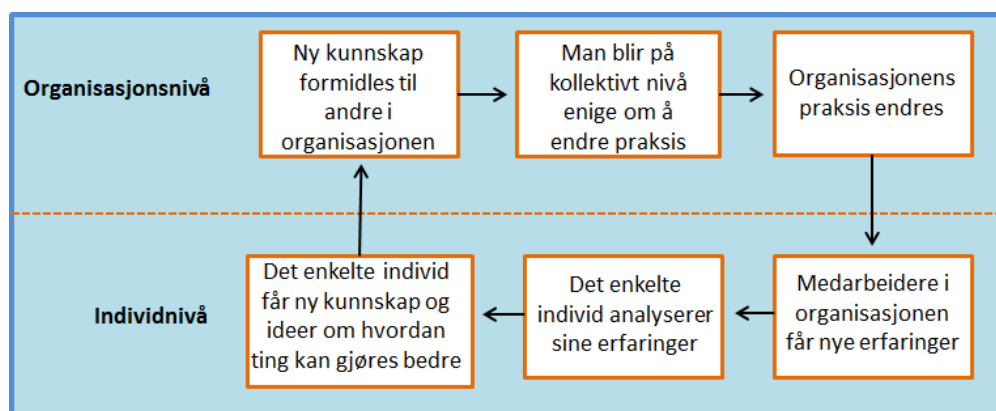 Organisasjonsnivå
Ny kunnskap
formidles til
andre i
organisasjonen
Man blir på
kollektivt nivå
enige om å
endre praksis
Organisasjonens
praksis endres
Individnivå
Det enkelte individ
får ny kunnskap og
ideer om hvordan
ting kan gjøres bedre
Det enkelte
individ analyserer
sine erfaringer
Medarbeidere i
organisasjonen
får nye erfaringer